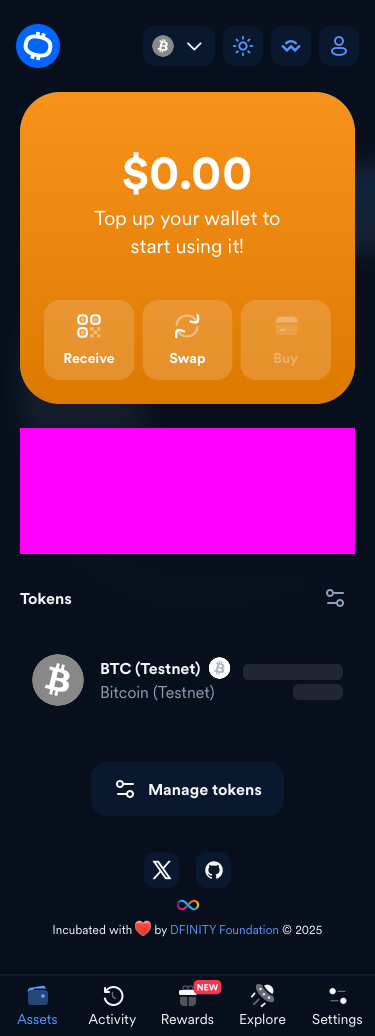 $0.00
Top up your wallet to
start using it!
Receive
Swap
Buy
Tokens
BTC (Testnet)
Bitcoin (Testnet)
Manage tokens
Incubated with ❤️ by DFINITY Foundation © 2025
NEW
Assets
Activity
Rewards
Explore
Settings